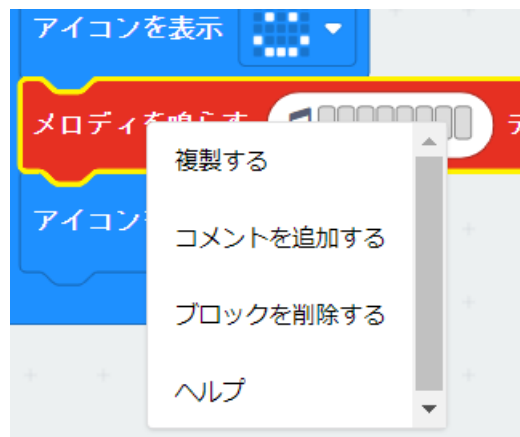 アイコンを表示
メロディを鳴らす
複製する
コメントを追加する
アイコン
ブロックを削除する
ヘルプ